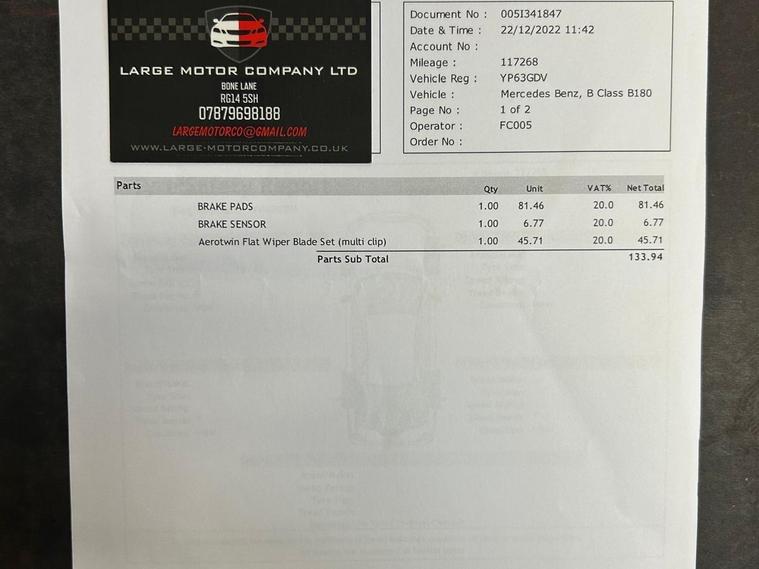 LARGE MOTOR COMPANY LTD
BONE LANE
RG14 5SH
07879698188
LARGEMOTORCO@GMAIL.COM
WWW.LARGE-MOTORCOMPANY.CO.UK
Document No : 005I341847
Date & Time : 22/12/2022 11:42
Account No :
Mileage : 117268
Vehicle Reg : YP63GDV
Vehicle : Mercedes Benz, B Class B180
Page No : 1 of 2
Operator : FC005
Order No :
Parts Qty Unit VAT% Net Total
BRAKE PADS 1.00 81.46 20.0 81.46
BRAKE SENSOR 1.00 6.77 20.0 6.77
Aerotwin Flat Wiper Blade Set (multi clip) 1.00 45.71 20.0 45.71
Parts Sub Total 133.94